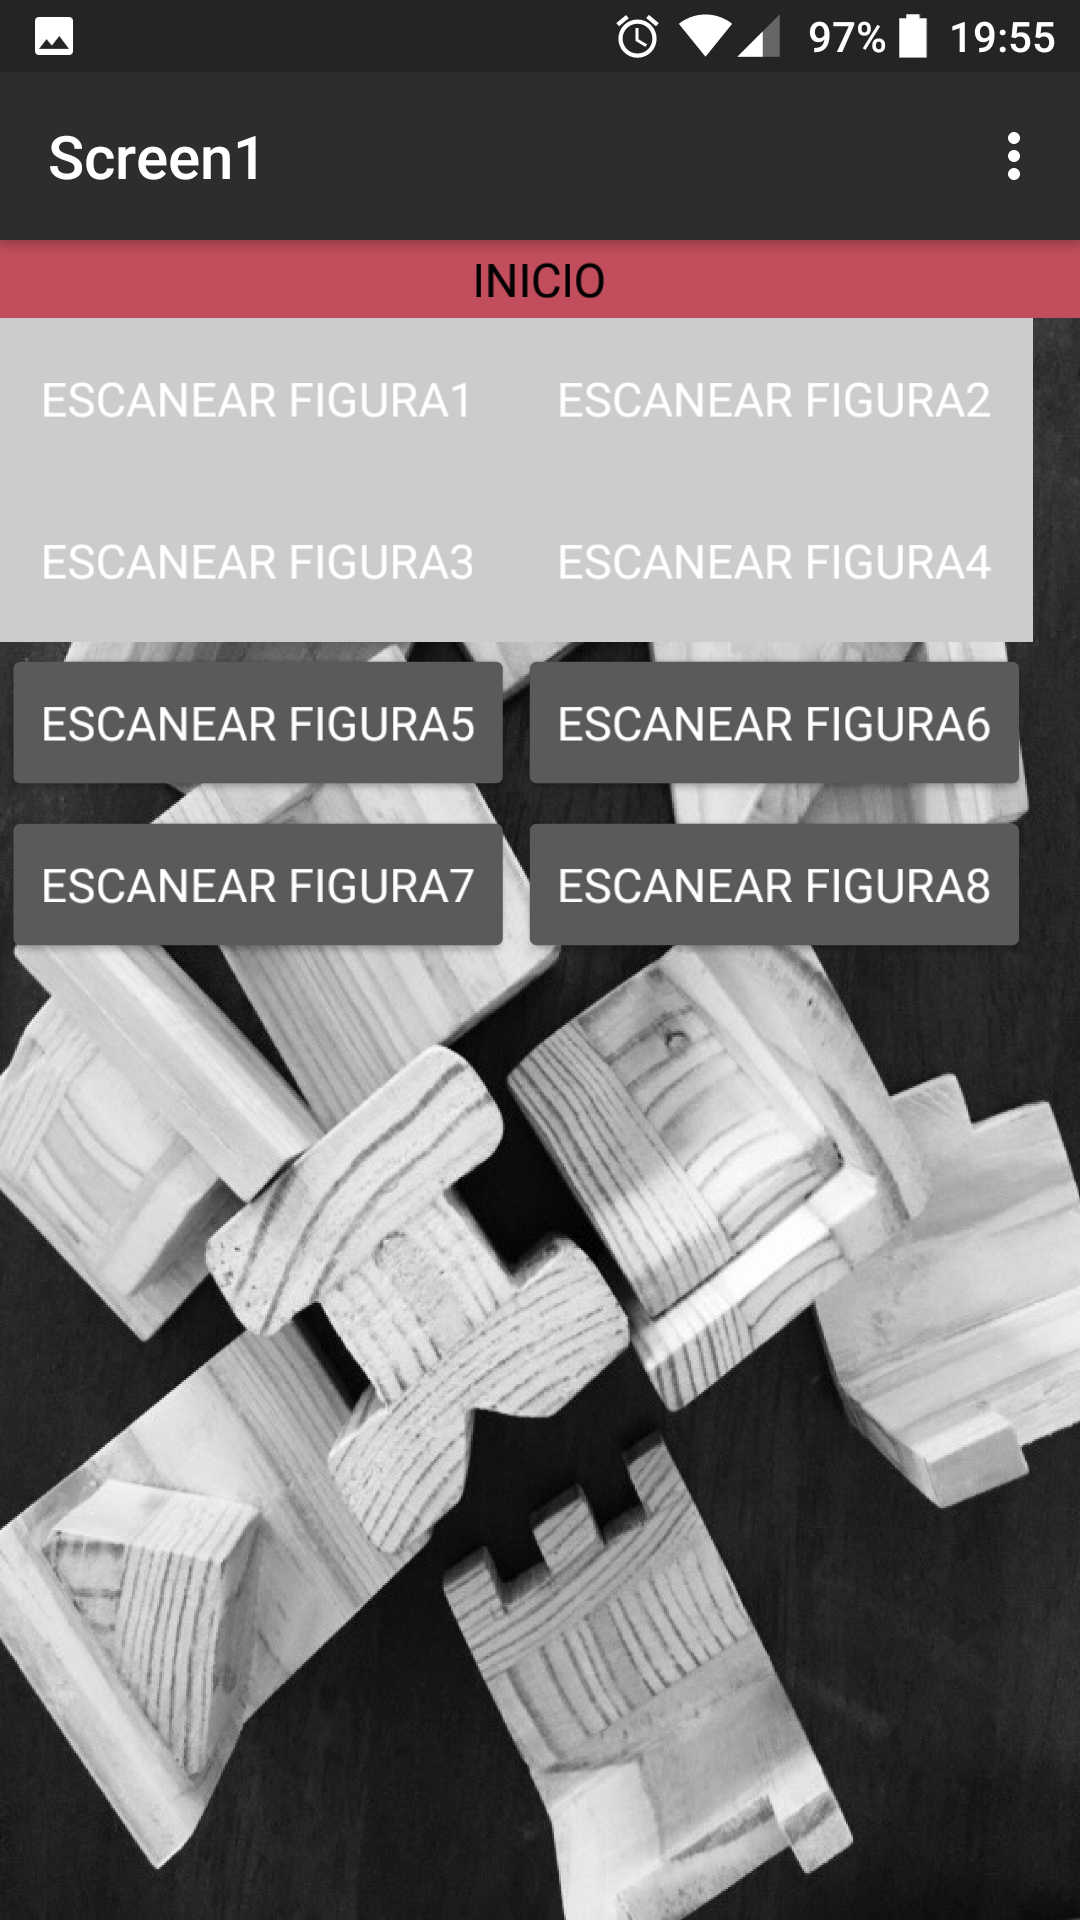 97% 19:55
Screen1
INICIO
ESCANEAR FIGURA1 ESCANEAR FIGURA2
ESCANEAR FIGURA3 ESCANEAR FIGURA4
ESCANEAR FIGURA5 ESCANEAR FIGURA6
ESCANEAR FIGURA7 ESCANEAR FIGURA8